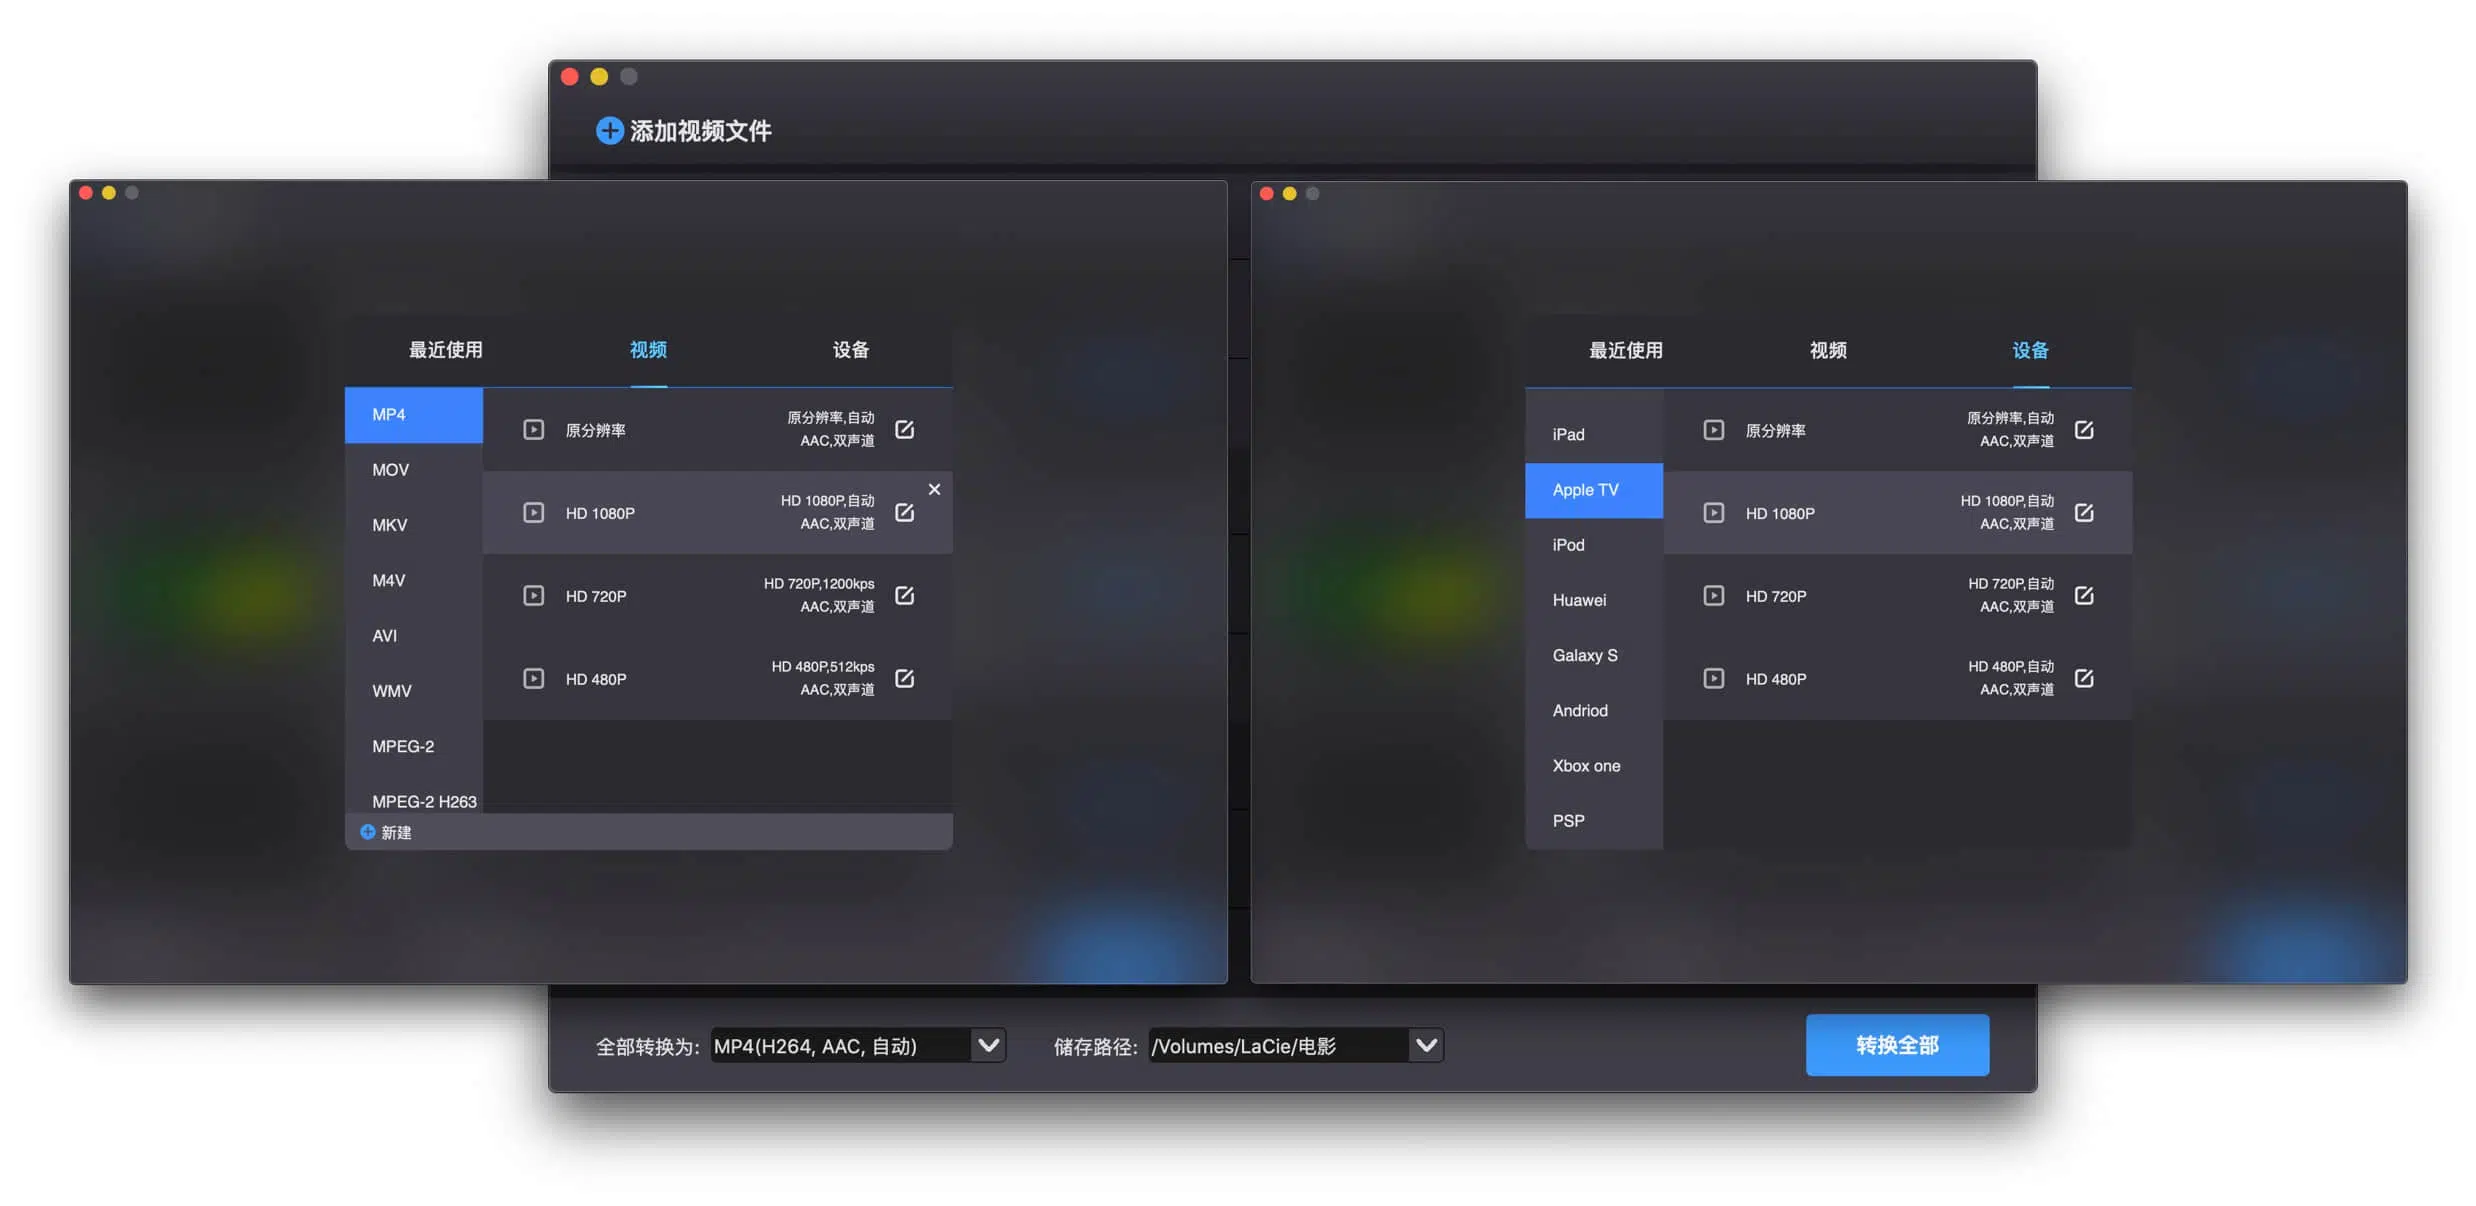 添加视频文件
最近使用
视频
设备
MP4
MOV
MKV
M4V
AVI
WMV
MPEG-2
MPEG-2 H263
原分辨率
原分辨率,自动
AAC,双声道
HD 1080P
HD 1080P,自动
AAC,双声道
HD 720P
HD 720P,1200kps
AAC,双声道
HD 480P
HD 480P,512kps
AAC,双声道
新建
最近使用
视频
设备
iPad
Apple TV
iPod
Huawei
Galaxy S
Andriod
Xbox one
PSP
原分辨率
原分辨率,自动
AAC,双声道
HD 1080P
HD 1080P,自动
AAC,双声道
HD 720P
HD 720P,自动
AAC,双声道
HD 480P
HD 480P,自动
AAC,双声道
全部转换为: MP4(H264, AAC, 自动)
储存路径: /Volumes/LaCie/电影
转换全部